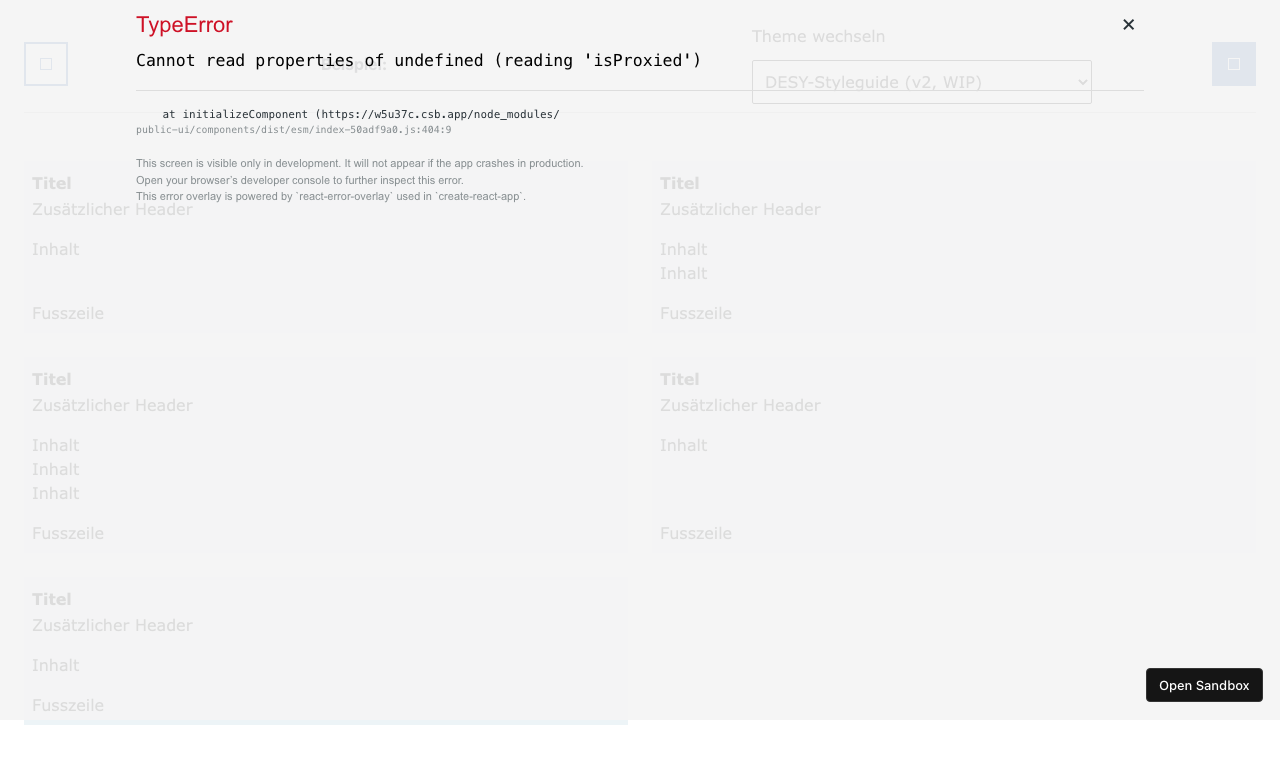 TypeError
✕
Theme wechseln
Cannot read properties of undefined (reading 'isProxied')
DESY-Styleguide (v2, WIP)
at initializeComponent (https://w5u37c.csb.app/node_modules/
public-ui/components/dist/esm/index-50adf9a0.js:404:9
This screen is visible only in development. It will not appear if the app crashes in production.
Open your browser's developer console to further inspect this error.
This error overlay is powered by `react-error-overlay` used in `create-react-app`.
Titel
Zusätzlicher Header
Inhalt
Fusszeile
Titel
Zusätzlicher Header
Inhalt
Inhalt
Fusszeile
Titel
Zusätzlicher Header
Inhalt
Inhalt
Inhalt
Fusszeile
Titel
Zusätzlicher Header
Inhalt
Fusszeile
Titel
Zusätzlicher Header
Inhalt
Fusszeile
Open Sandbox